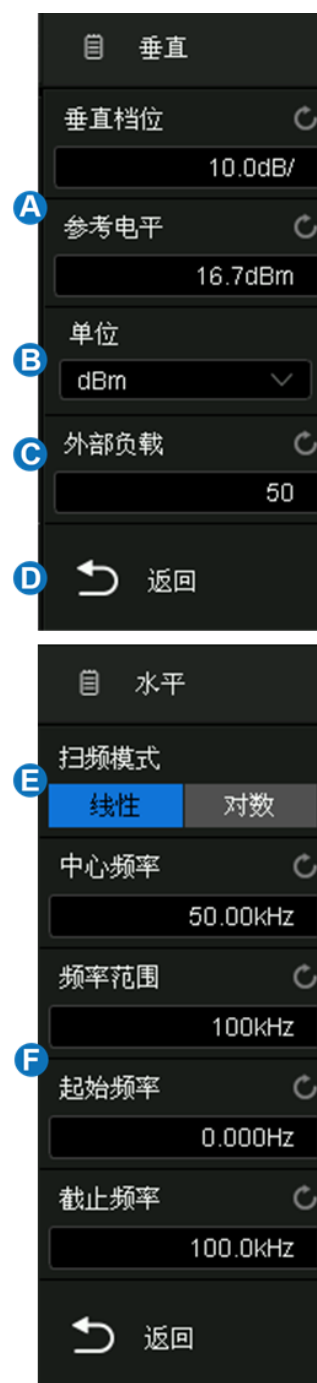 垂直
垂直档位
10.0dB/
A
参考电平
16.7dBm
单位
B
dBm
外部负载
C
50
D
返回
水平
扫频模式
E
线性 对数
中心频率
50.00kHz
频率范围
100kHz
F
起始频率
0.000Hz
截止频率
100.0kHz
返回